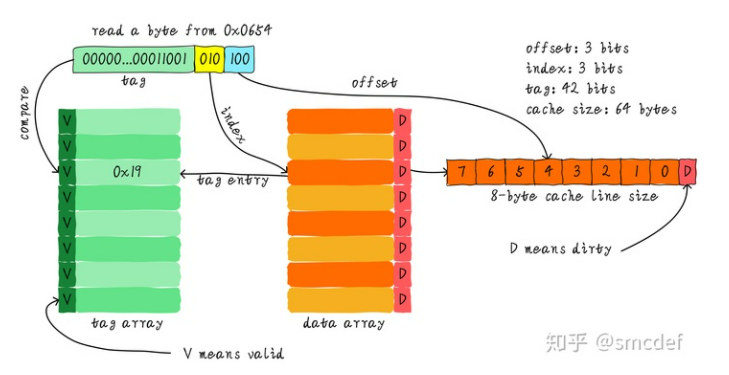 read a byte from 0x0654
00000...00011001 010 100
tag
offset: 3 bits
index: 3 bits
tag: 42 bits
cache size: 64 bytes
offset
compare
index
V
V
V 0x19
V
V
V
V
V
tag entry
D
D
D
D
D
D
D
D
7 6 5 4 3 2 1 0 D
8-byte cache line size
D means dirty
tag array
data array
V means valid
知乎 @smcdef